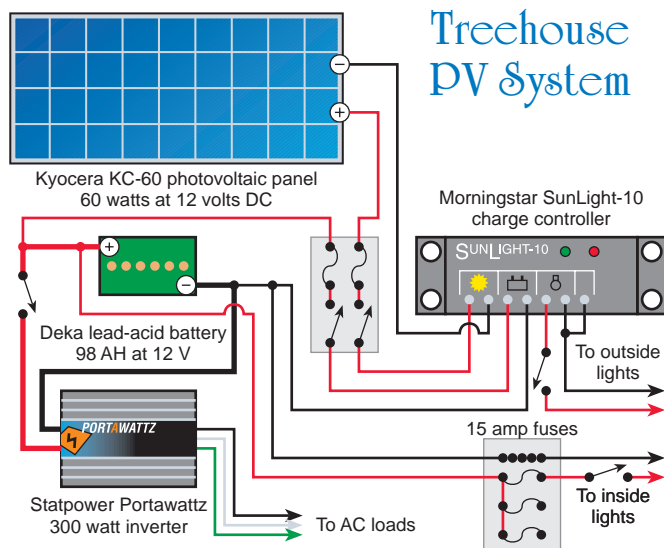 Treehouse
PV System
−
+
Kyocera KC-60 photovoltaic panel
60 watts at 12 volts DC
Morningstar SunLight-10
charge controller
SUNLIGHT-10
+
−
Deka lead-acid battery
98 AH at 12 V
To outside
lights
PORTAWATTZ
15 amp fuses
Statpower Portawattz
300 watt inverter
To AC loads
To inside
lights